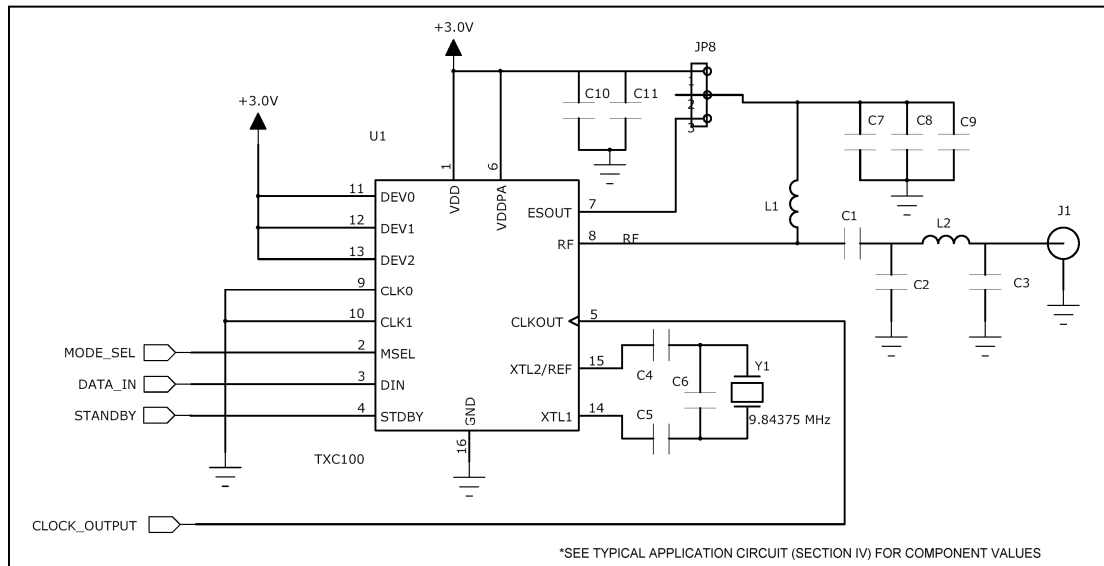 +3.0V
JP8
+3.0V
C10
C11
1
2
3
C7
C8
C9
U1
1
6
VDD
VDDPA
11
DEV0
12
DEV1
13
DEV2
9
CLK0
10
CLK1
2
MSEL
3
DIN
4
STDBY
ESOUT
7
RF
8
RF
CLKOUT
5
XTL2/REF
15
XTL1
14
GND
16
TXC100
L1
C1
L2
J1
C2
C3
C4
C6
C5
Y1
9.84375 MHz
MODE_SEL
DATA_IN
STANDBY
CLOCK_OUTPUT
*SEE TYPICAL APPLICATION CIRCUIT (SECTION IV) FOR COMPONENT VALUES